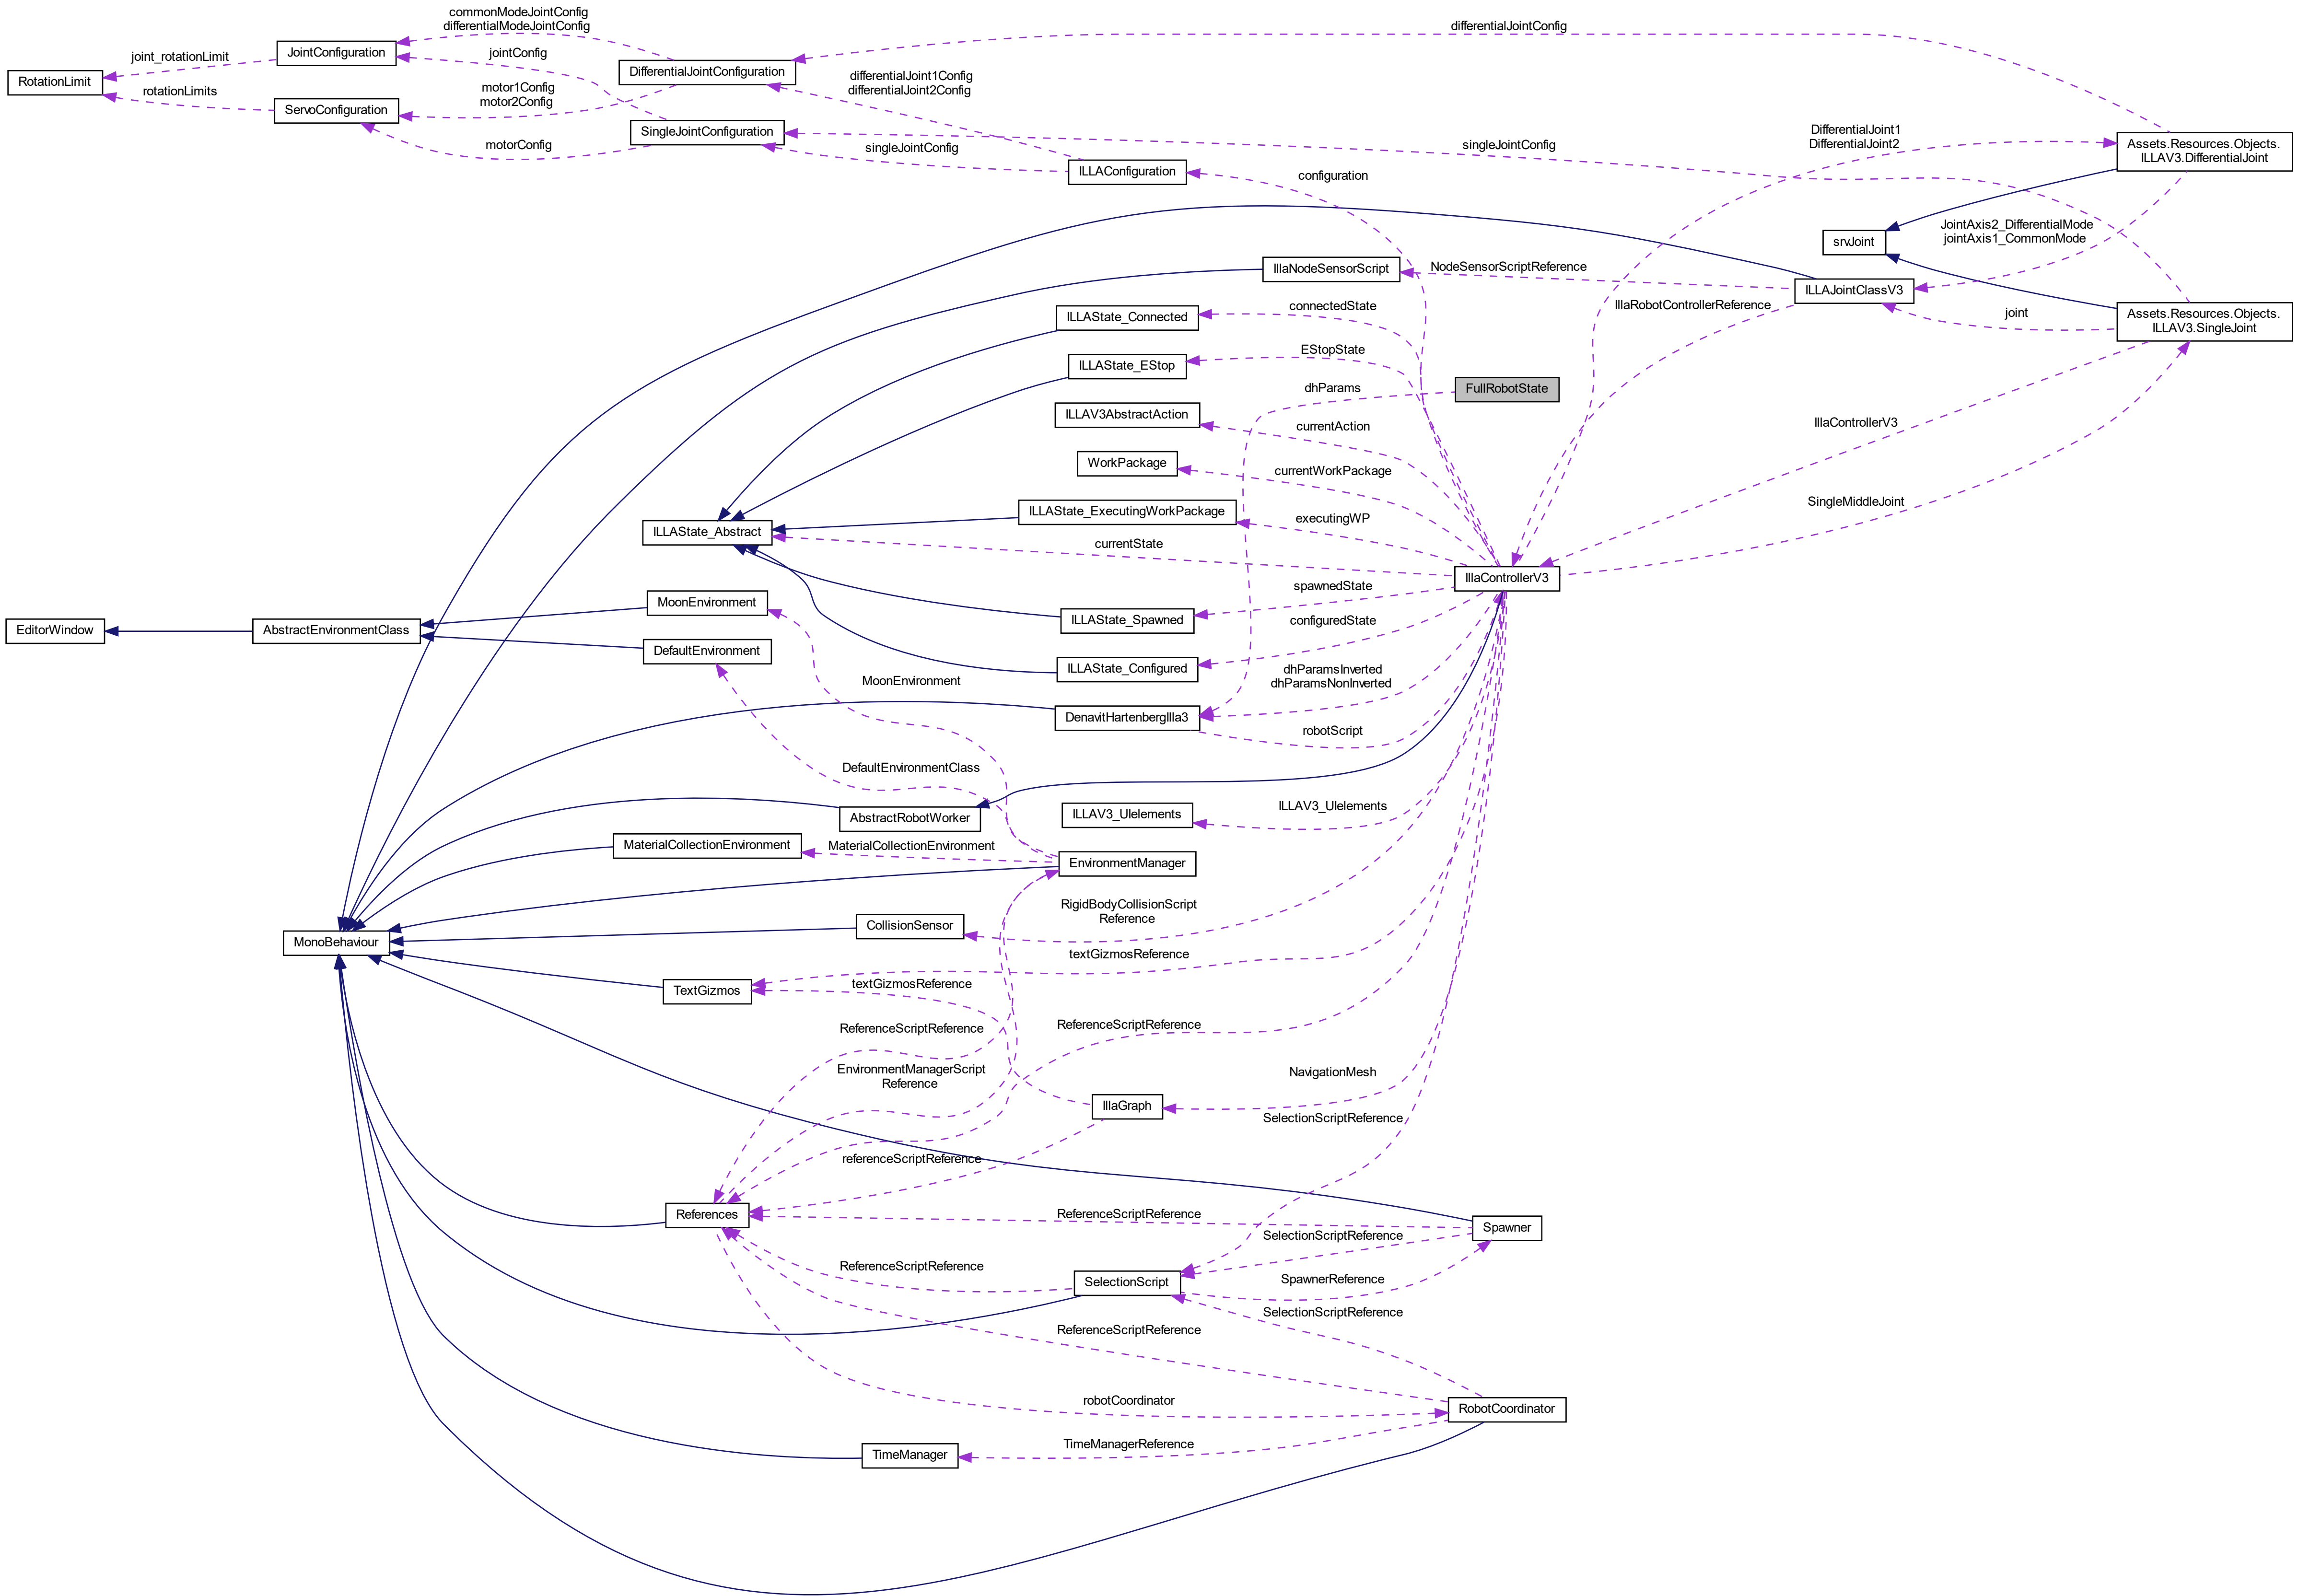 commonModeJointConfig
differentialModeJointConfig
differentialJointConfig
JointConfiguration
jointConfig
joint_rotationLimit
RotationLimit
DifferentialJointConfiguration
differentialJoint1Config
differentialJoint2Config
rotationLimits
motor1Config
motor2Config
ServoConfiguration
SingleJointConfiguration
DifferentialJoint1
DifferentialJoint2
motorConfig
singleJointConfig
singleJointConfig
Assets.Resources.Objects.
ILLAV3.DifferentialJoint
ILLAConfiguration
configuration
JointAxis2_DifferentialMode
jointAxis1_CommonMode
srvJoint
IllaNodeSensorScript
NodeSensorScriptReference
ILLAJointClassV3
IllaRobotControllerReference
connectedState
ILLAState_Connected
joint
Assets.Resources.Objects.
ILLAV3.SingleJoint
EStopState
ILLAState_EStop
dhParams
FullRobotState
ILLAV3AbstractAction
currentAction
IllaControllerV3
WorkPackage
currentWorkPackage
SingleMiddleJoint
ILLAState_ExecutingWorkPackage
executingWP
ILLAState_Abstract
currentState
IllaControllerV3
spawnedState
MoonEnvironment
ILLAState_Spawned
configuredState
EditorWindow
AbstractEnvironmentClass
DefaultEnvironment
ILLAState_Configured
MoonEnvironment
dhParamsInverted
dhParamsNonInverted
DenavitHartenbergIlla3
robotScript
DefaultEnvironmentClass
ILLAV3_UIelements
ILLAV3_UIelements
AbstractRobotWorker
MaterialCollectionEnvironment
MaterialCollectionEnvironment
EnvironmentManager
RigidBodyCollisionScript
Reference
CollisionSensor
MonoBehaviour
textGizmosReference
textGizmosReference
TextGizmos
ReferenceScriptReference
ReferenceScriptReference
EnvironmentManagerScript
Reference
NavigationMesh
IllaGraph
SelectionScriptReference
referenceScriptReference
References
ReferenceScriptReference
Spawner
SelectionScriptReference
ReferenceScriptReference
SelectionScript
SpawnerReference
SelectionScriptReference
ReferenceScriptReference
robotCoordinator
RobotCoordinator
TimeManagerReference
TimeManager